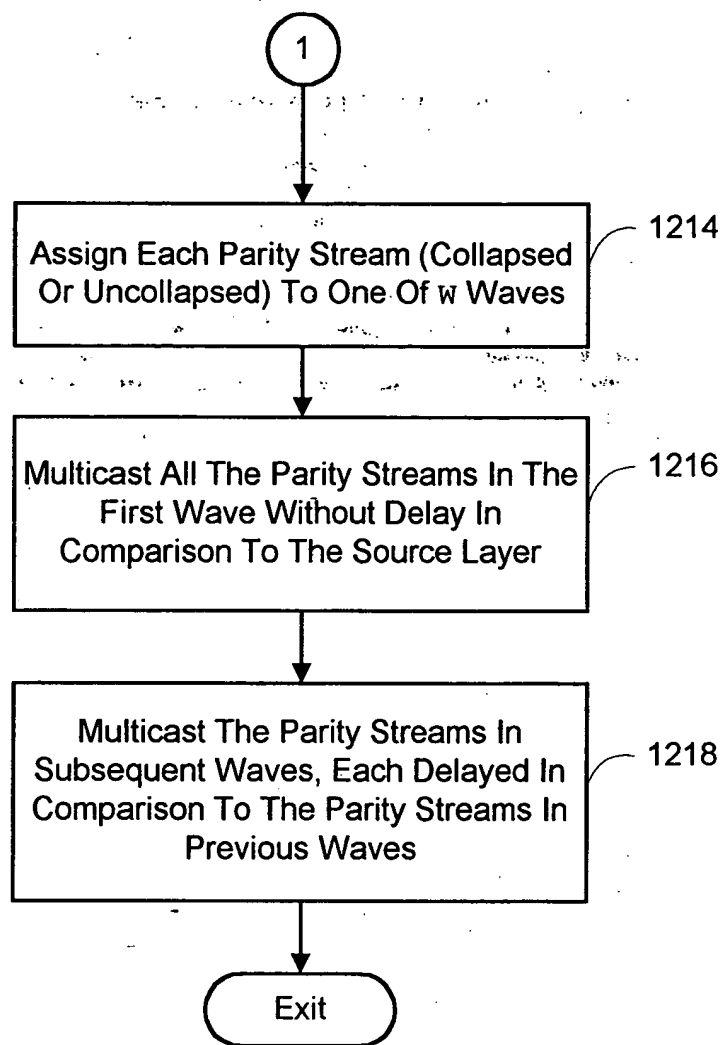 1
Assign Each Parity Stream (Collapsed
Or Uncollapsed) To One Of W Waves
1214
Multicast All The Parity Streams In The
First Wave Without Delay In
Comparison To The Source Layer
1216
Multicast The Parity Streams In
Subsequent Waves, Each Delayed In
Comparison To The Parity Streams In
Previous Waves
1218
Exit